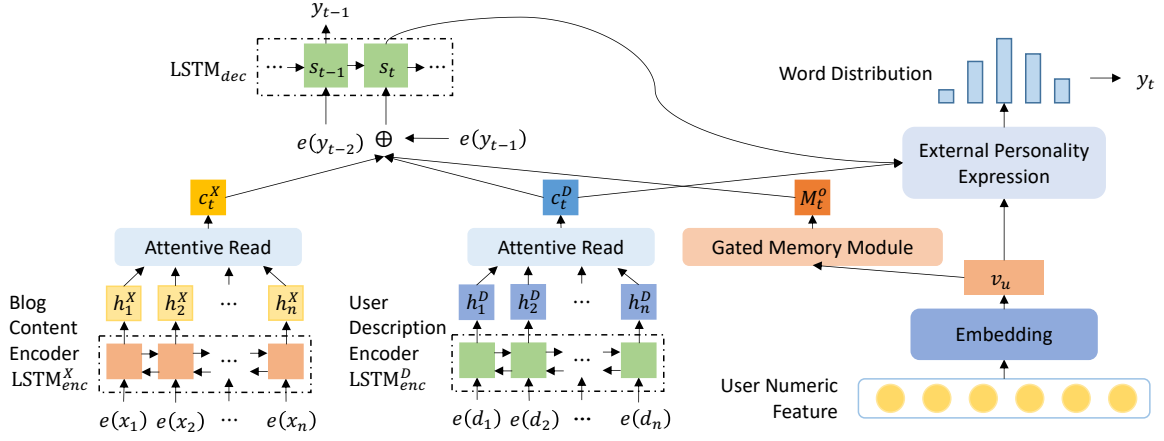 y_{t-1}
LSTM_{dec}
... s_{t-1} s_t ...
Word Distribution
y_t
e(y_{t-2}) ⊕ e(y_{t-1})
External Personality
Expression
c_t^X
c_t^D
M_t^o
Attentive Read
Attentive Read
Gated Memory Module
v_u
Blog
Content
Encoder
LSTM_{enc}^X
h_1^X h_2^X ... h_n^X
...
e(x_1) e(x_2) ... e(x_n)
User
Description
Encoder
LSTM_{enc}^D
h_1^D h_2^D ... h_n^D
...
e(d_1) e(d_2) ... e(d_n)
Embedding
User Numeric
Feature